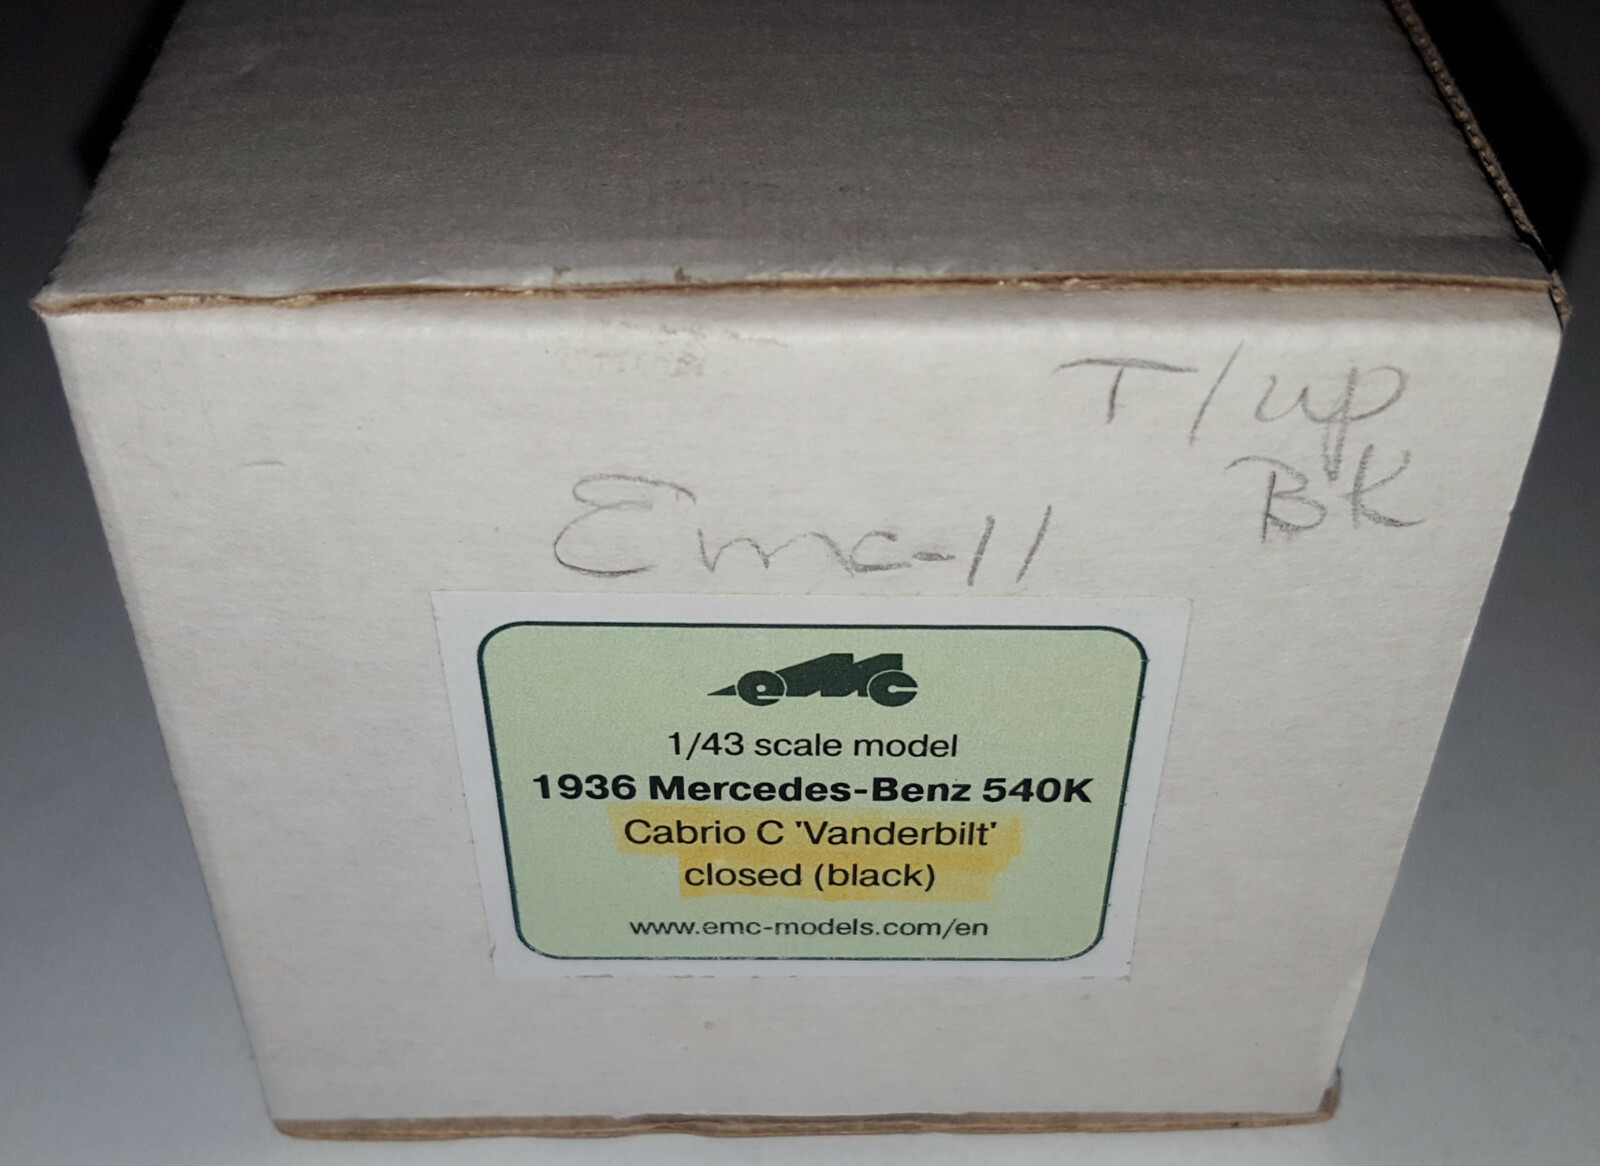 T/up
BK
Emc-11
emc
1/43 scale model
1936 Mercedes-Benz 540K
Cabrio C 'Vanderbilt'
closed (black)
www.emc-models.com/en